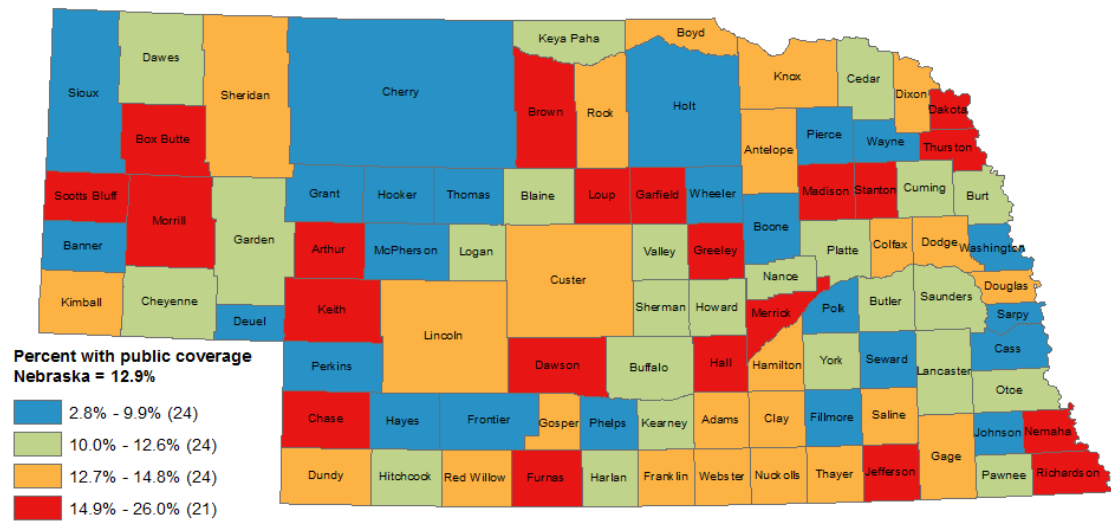 Keya Paha
Boyd
Dawes
Knox
Cedar
Sioux
Sheridan
Cherry
Holt
Dixon
Dakota
Brown
Rock
Box Butte
Pierce
Wayne
Antelope
Thurston
Scotts Bluff
Grant
Hooker
Thomas
Blaine
Loup
Garfield
Wheeler
Madison
Stanton
Cuming
Burt
Morrill
Boone
Banner
Garden
Arthur
McPherson
Logan
Valley
Greeley
Platte
Colfax
Dodge
Washington
Custer
Nance
Kimball
Cheyenne
Douglas
Keith
Sherman
Howard
Merrick
Polk
Butler
Saunders
Deuel
Sarpy
Lincoln
Cass
Perkins
Dawson
Buffalo
Hall
Hamilton
York
Seward
Lancaster
Otoe
Chase
Hayes
Frontier
Gosper
Phelps
Kearney
Adams
Clay
Fillmore
Saline
Johnson
Nemaha
Gage
Dundy
Hitchcock
Red Willow
Furnas
Harlan
Franklin
Webster
Nuckolls
Thayer
Jefferson
Pawnee
Richardson
Percent with public coverage
Nebraska = 12.9%
2.8% - 9.9% (24)
10.0% - 12.6% (24)
12.7% - 14.8% (24)
14.9% - 26.0% (21)